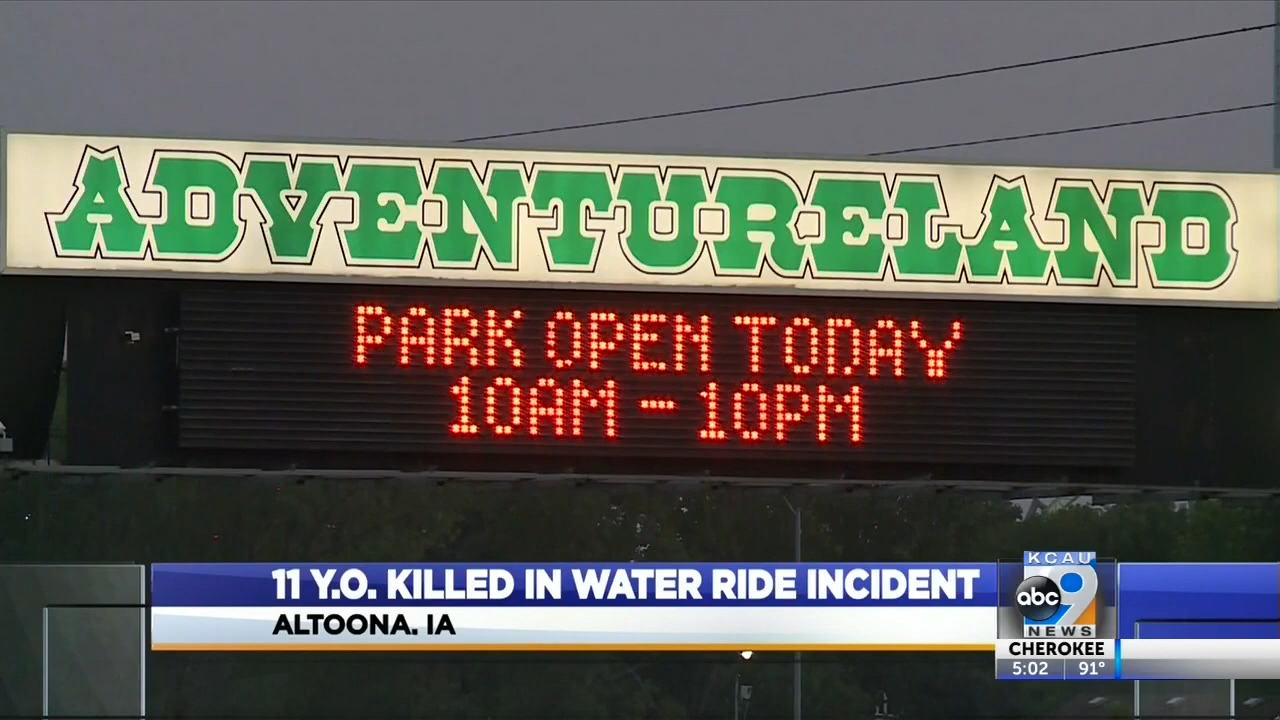 ADVENTURELAND
PARK OPEN TODAY
10AM - 10PM
11 Y.O. KILLED IN WATER RIDE INCIDENT
ALTOONA, IA
KCAU
abc 9
NEWS
CHEROKEE
5:02 91°